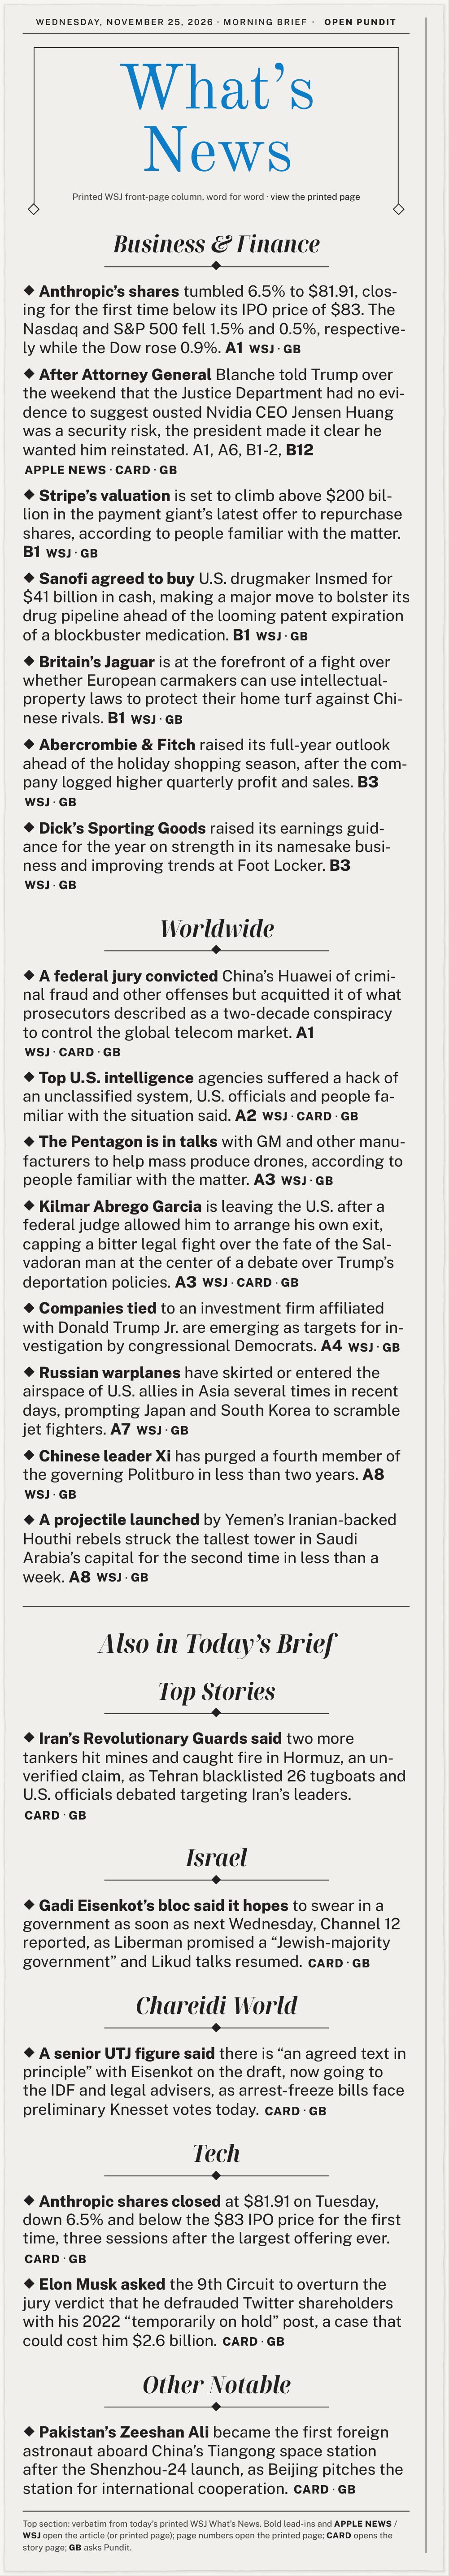 WEDNESDAY, NOVEMBER 25, 2026 · MORNING BRIEF · OPEN PUNDIT
What’s
News
Printed WSJ front-page column, word for word · view the printed page
Business & Finance
◆ Anthropic’s shares tumbled 6.5% to $81.91, clos-
ing for the first time below its IPO price of $83. The
Nasdaq and S&P 500 fell 1.5% and 0.5%, respective-
ly while the Dow rose 0.9%. A1 WSJ · GB
◆ After Attorney General Blanche told Trump over
the weekend that the Justice Department had no evi-
dence to suggest ousted Nvidia CEO Jensen Huang
was a security risk, the president made it clear he
wanted him reinstated. A1, A6, B1-2, B12
APPLE NEWS · CARD · GB
◆ Stripe’s valuation is set to climb above $200 bil-
lion in the payment giant’s latest offer to repurchase
shares, according to people familiar with the matter.
B1 WSJ · GB
◆ Sanofi agreed to buy U.S. drugmaker Insmed for
$41 billion in cash, making a major move to bolster its
drug pipeline ahead of the looming patent expiration
of a blockbuster medication. B1 WSJ · GB
◆ Britain’s Jaguar is at the forefront of a fight over
whether European carmakers can use intellectual-
property laws to protect their home turf against Chi-
nese rivals. B1 WSJ · GB
◆ Abercrombie & Fitch raised its full-year outlook
ahead of the holiday shopping season, after the com-
pany logged higher quarterly profit and sales. B3
WSJ · GB
◆ Dick’s Sporting Goods raised its earnings guid-
ance for the year on strength in its namesake busi-
ness and improving trends at Foot Locker. B3
WSJ · GB
Worldwide
◆ A federal jury convicted China’s Huawei of crimi-
nal fraud and other offenses but acquitted it of what
prosecutors described as a two-decade conspiracy
to control the global telecom market. A1
WSJ · CARD · GB
◆ Top U.S. intelligence agencies suffered a hack of
an unclassified system, U.S. officials and people fa-
miliar with the situation said. A2 WSJ · CARD · GB
◆ The Pentagon is in talks with GM and other manu-
facturers to help mass produce drones, according to
people familiar with the matter. A3 WSJ · GB
◆ Kilmar Abrego Garcia is leaving the U.S. after a
federal judge allowed him to arrange his own exit,
capping a bitter legal fight over the fate of the Sal-
vadoran man at the center of a debate over Trump’s
deportation policies. A3 WSJ · CARD · GB
◆ Companies tied to an investment firm affiliated
with Donald Trump Jr. are emerging as targets for in-
vestigation by congressional Democrats. A4 WSJ · GB
◆ Russian warplanes have skirted or entered the
airspace of U.S. allies in Asia several times in recent
days, prompting Japan and South Korea to scramble
jet fighters. A7 WSJ · GB
◆ Chinese leader Xi has purged a fourth member of
the governing Politburo in less than two years. A8
WSJ · GB
◆ A projectile launched by Yemen’s Iranian-backed
Houthi rebels struck the tallest tower in Saudi
Arabia’s capital for the second time in less than a
week. A8 WSJ · GB
Also in Today’s Brief
Top Stories
◆ Iran’s Revolutionary Guards said two more
tankers hit mines and caught fire in Hormuz, an un-
verified claim, as Tehran blacklisted 26 tugboats and
U.S. officials debated targeting Iran’s leaders.
CARD · GB
Israel
◆ Gadi Eisenkot’s bloc said it hopes to swear in a
government as soon as next Wednesday, Channel 12
reported, as Liberman promised a “Jewish-majority
government” and Likud talks resumed. CARD · GB
Chareidi World
◆ A senior UTJ figure said there is “an agreed text in
principle” with Eisenkot on the draft, now going to
the IDF and legal advisers, as arrest-freeze bills face
preliminary Knesset votes today. CARD · GB
Tech
◆ Anthropic shares closed at $81.91 on Tuesday,
down 6.5% and below the $83 IPO price for the first
time, three sessions after the largest offering ever.
CARD · GB
◆ Elon Musk asked the 9th Circuit to overturn the
jury verdict that he defrauded Twitter shareholders
with his 2022 “temporarily on hold” post, a case that
could cost him $2.6 billion. CARD · GB
Other Notable
◆ Pakistan’s Zeeshan Ali became the first foreign
astronaut aboard China’s Tiangong space station
after the Shenzhou-24 launch, as Beijing pitches the
station for international cooperation. CARD · GB
Top section: verbatim from today’s printed WSJ What’s News. Bold lead-ins and APPLE NEWS /
WSJ open the article (or printed page); page numbers open the printed page; CARD opens the
story page; GB asks Pundit.